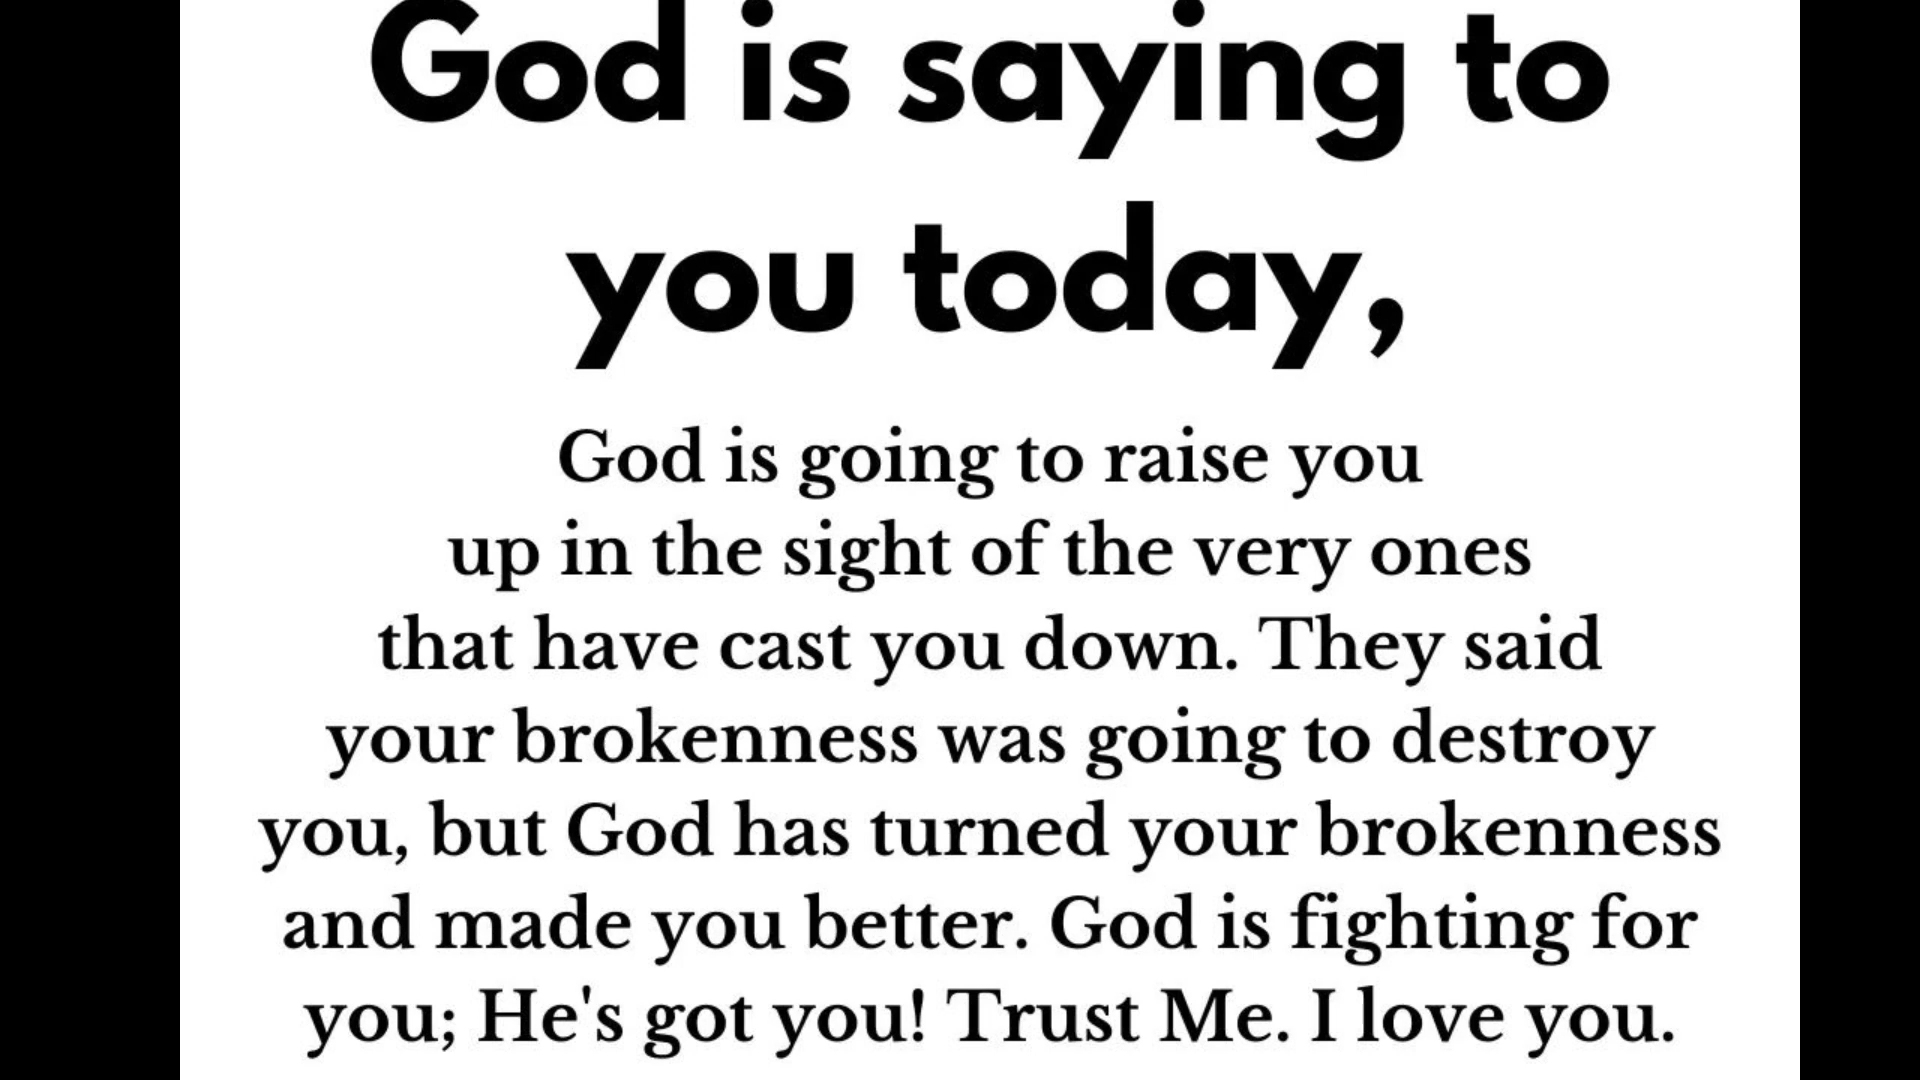 God is saying to
you today,
God is going to raise you
up in the sight of the very ones
that have cast you down. They said
your brokenness was going to destroy
you, but God has turned your brokenness
and made you better. God is fighting for
you; He's got you! Trust Me. I love you.